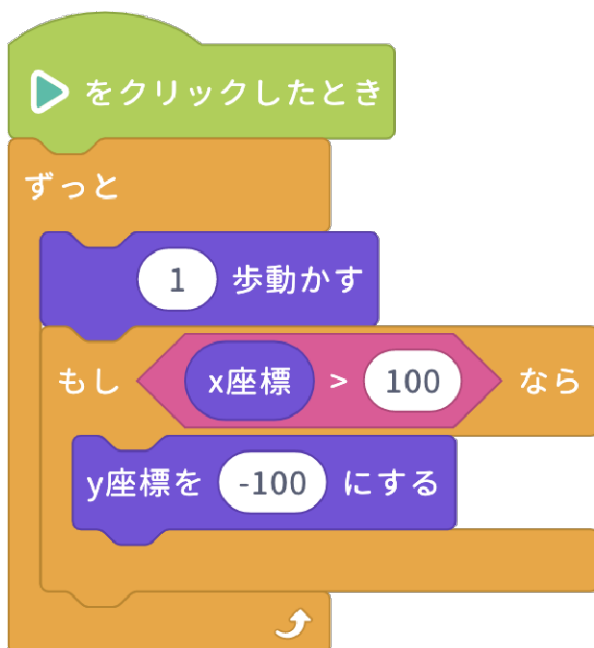 をクリックしたとき
ずっと
1 歩動かす
もし x座標 > 100 なら
y座標を -100 にする